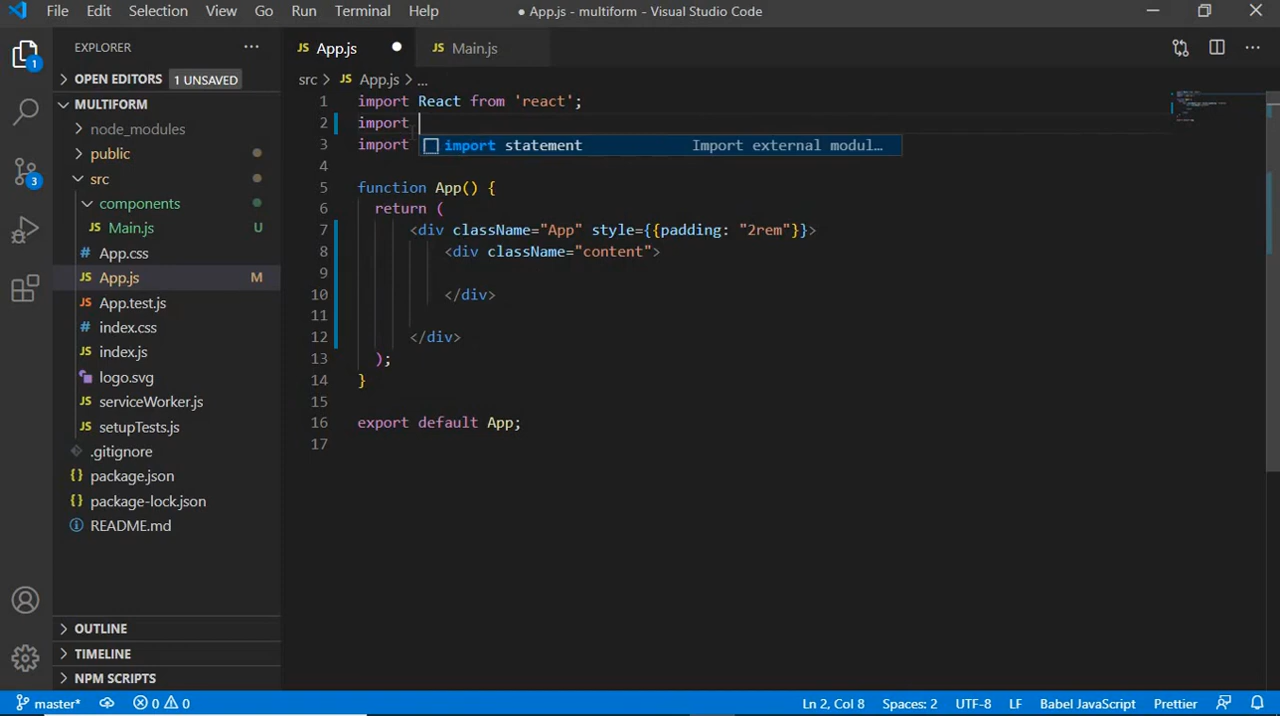 File Edit Selection View Go Run Terminal Help
● App.js - multiform - Visual Studio Code
EXPLORER
OPEN EDITORS 1 UNSAVED
MULTIFORM
node_modules
public
src
components
Main.js U
App.css
App.js M
App.test.js
index.css
index.js
logo.svg
serviceWorker.js
setupTests.js
.gitignore
package.json
package-lock.json
README.md
OUTLINE
TIMELINE
NPM SCRIPTS
1
3
JS App.js
JS Main.js
src > JS App.js > ...
1 import React from 'react';
2 import
3 import
import statement Import external modul…
4
5 function App() {
6 return (
7 <div className="App" style={{padding: "2rem"}}>
8 <div className="content">
9
10 </div>
11
12 </div>
13 );
14 }
15
16 export default App;
17
master* 0 0 Ln 2, Col 8 Spaces: 2 UTF-8 LF Babel JavaScript Prettier